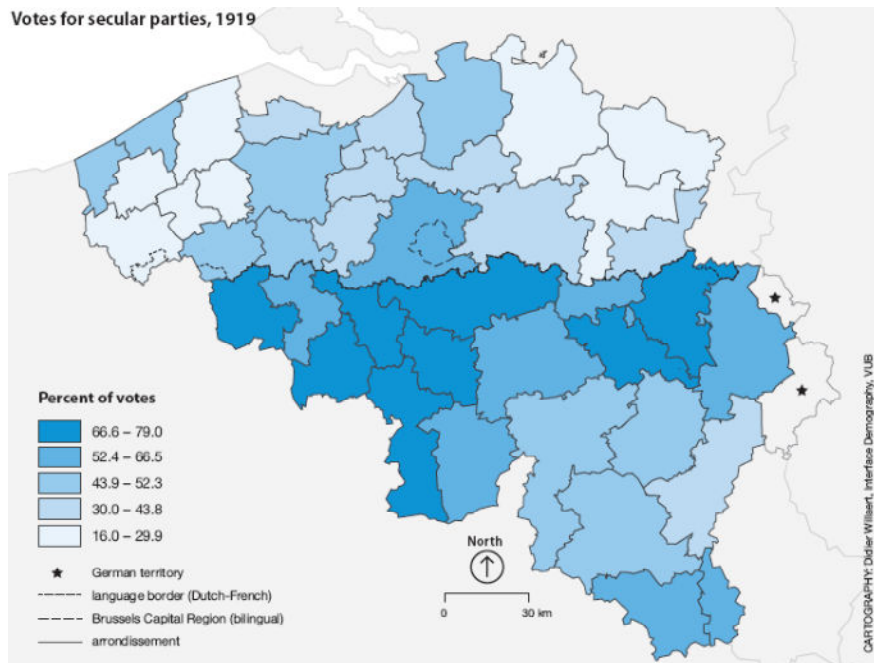 Votes for secular parties, 1919
Percent of votes
66.6 – 79.0
52.4 – 66.5
43.9 – 52.3
30.0 – 43.8
16.0 – 29.9
German territory
language border (Dutch-French)
Brussels Capital Region (bilingual)
arrondissement
North
0 30 km
CARTOGRAPHY: Didier Willaert, Interface Demography, VUB